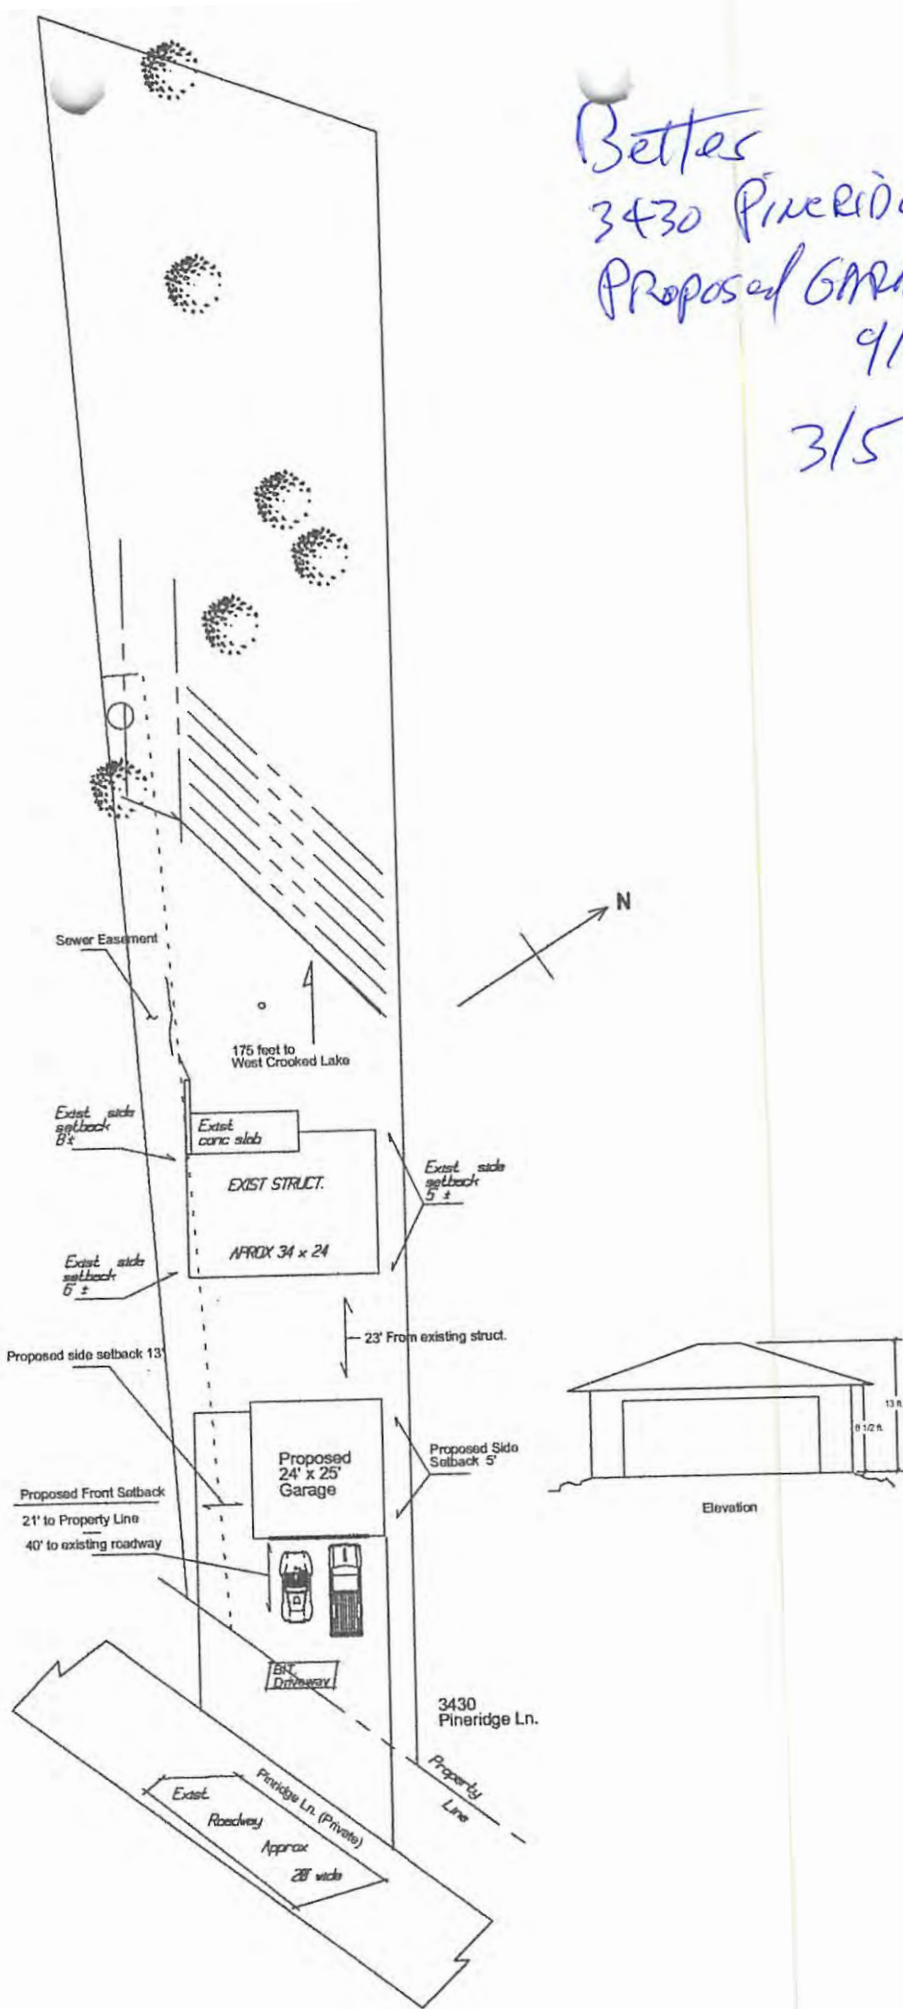 Better
3430 PINERID
PROPOSed GARA
9/
3/5
N
Sewer Easement
175 feet to
West Crooked Lake
Exist side
setback
8'±
Exist
conc slab
EXIST STRUCT.
APROX 34 x 24
Exist side
setback
5 ±
Exist side
setback
6 ±
23' From existing struct.
Proposed side setback 13'
Proposed
24' x 25'
Garage
Proposed Side
Setback 5'
13 ft.
8 1/2 ft.
Elevation
Proposed Front Setback
21' to Property Line
40' to existing roadway
BIT.
Driveway
3430
Pineridge Ln.
Property
Line
Pinridge Ln. (Private)
Exist.
Roadway
Approx
wide